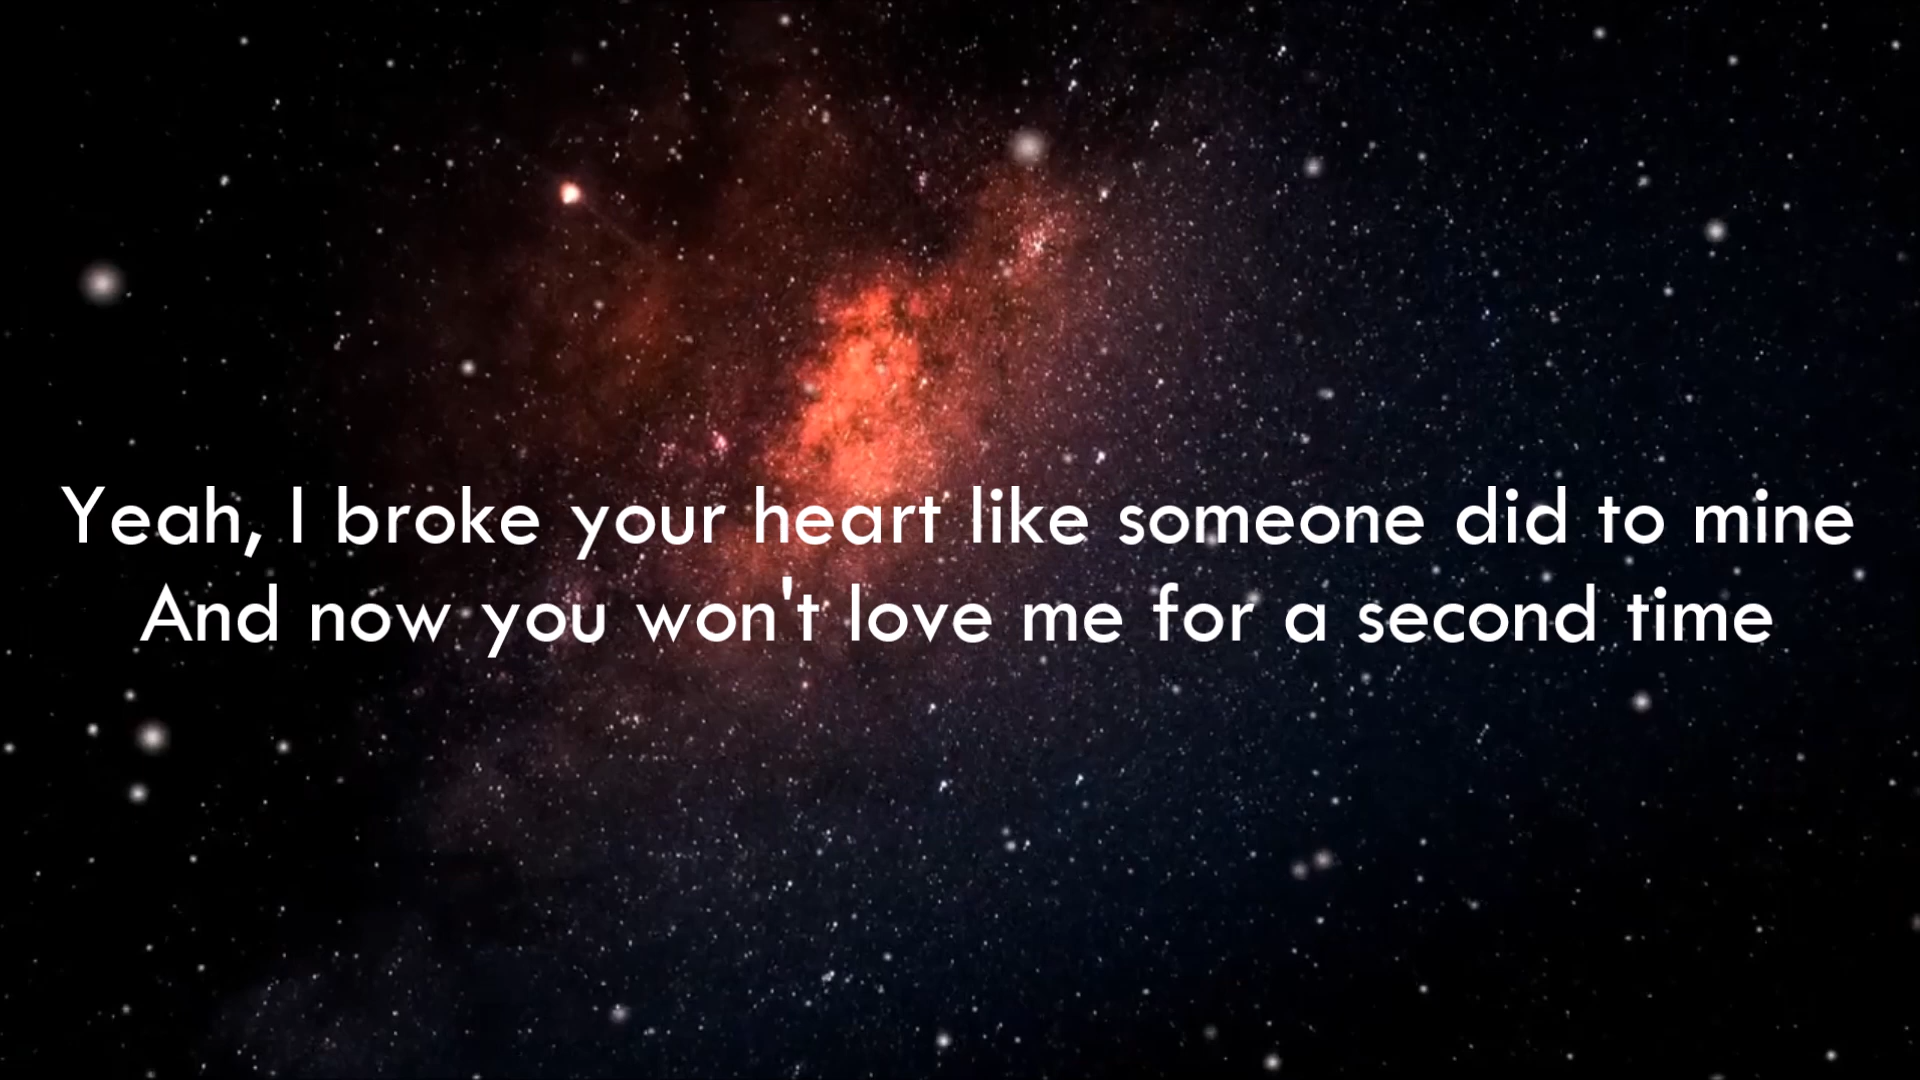 Yeah, I broke your heart like someone did to mine
And now you won't love me for a second time